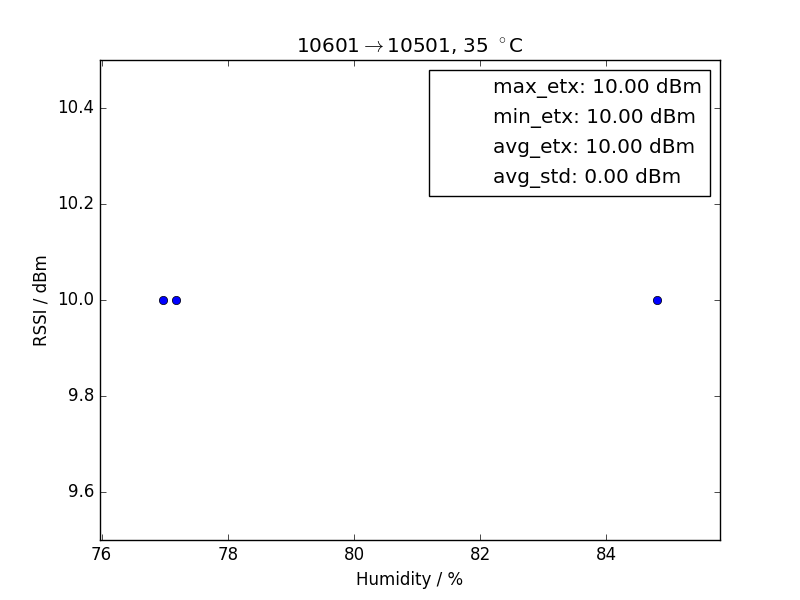 10601→10501, 35 °C
max_etx: 10.00 dBm
min_etx: 10.00 dBm
avg_etx: 10.00 dBm
avg_std: 0.00 dBm
10.4
10.2
10.0
9.8
9.6
RSSI / dBm
76 78 80 82 84
Humidity / %